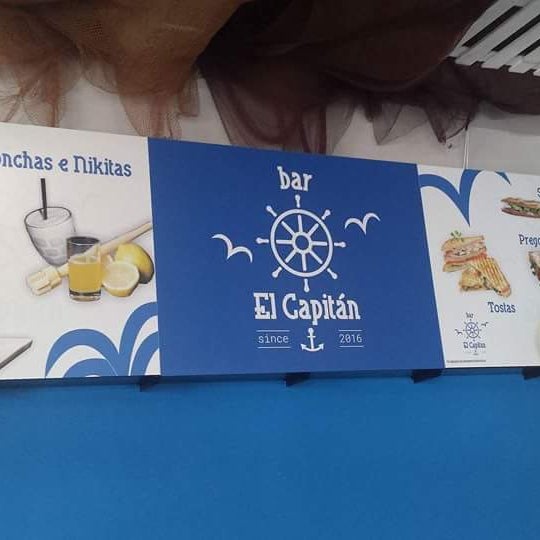 onchas e Nikitas
bar
El Capitán
since 2016
Prego
Tostas
bar
El Capitán